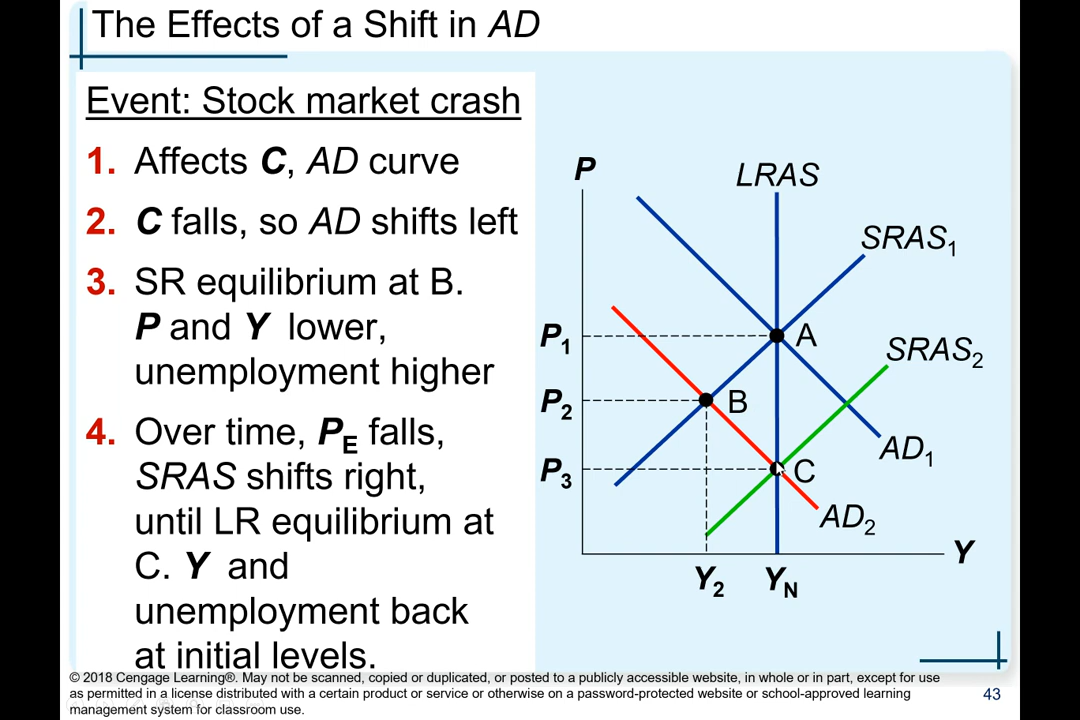 The Effects of a Shift in AD
Event: Stock market crash
1. Affects C, AD curve
2. C falls, so AD shifts left
3. SR equilibrium at B.
P and Y lower,
unemployment higher
4. Over time, PE falls,
SRAS shifts right,
until LR equilibrium at
C. Y and
unemployment back
at initial levels.
P
LRAS
SRAS1
P1
A
SRAS2
P2
B
AD1
P3
C
AD2
Y
Y2
YN
© 2018 Cengage Learning®. May not be scanned, copied or duplicated, or posted to a publicly accessible website, in whole or in part, except for use
as permitted in a license distributed with a certain product or service or otherwise on a password-protected website or school-approved learning
management system for classroom use.
43